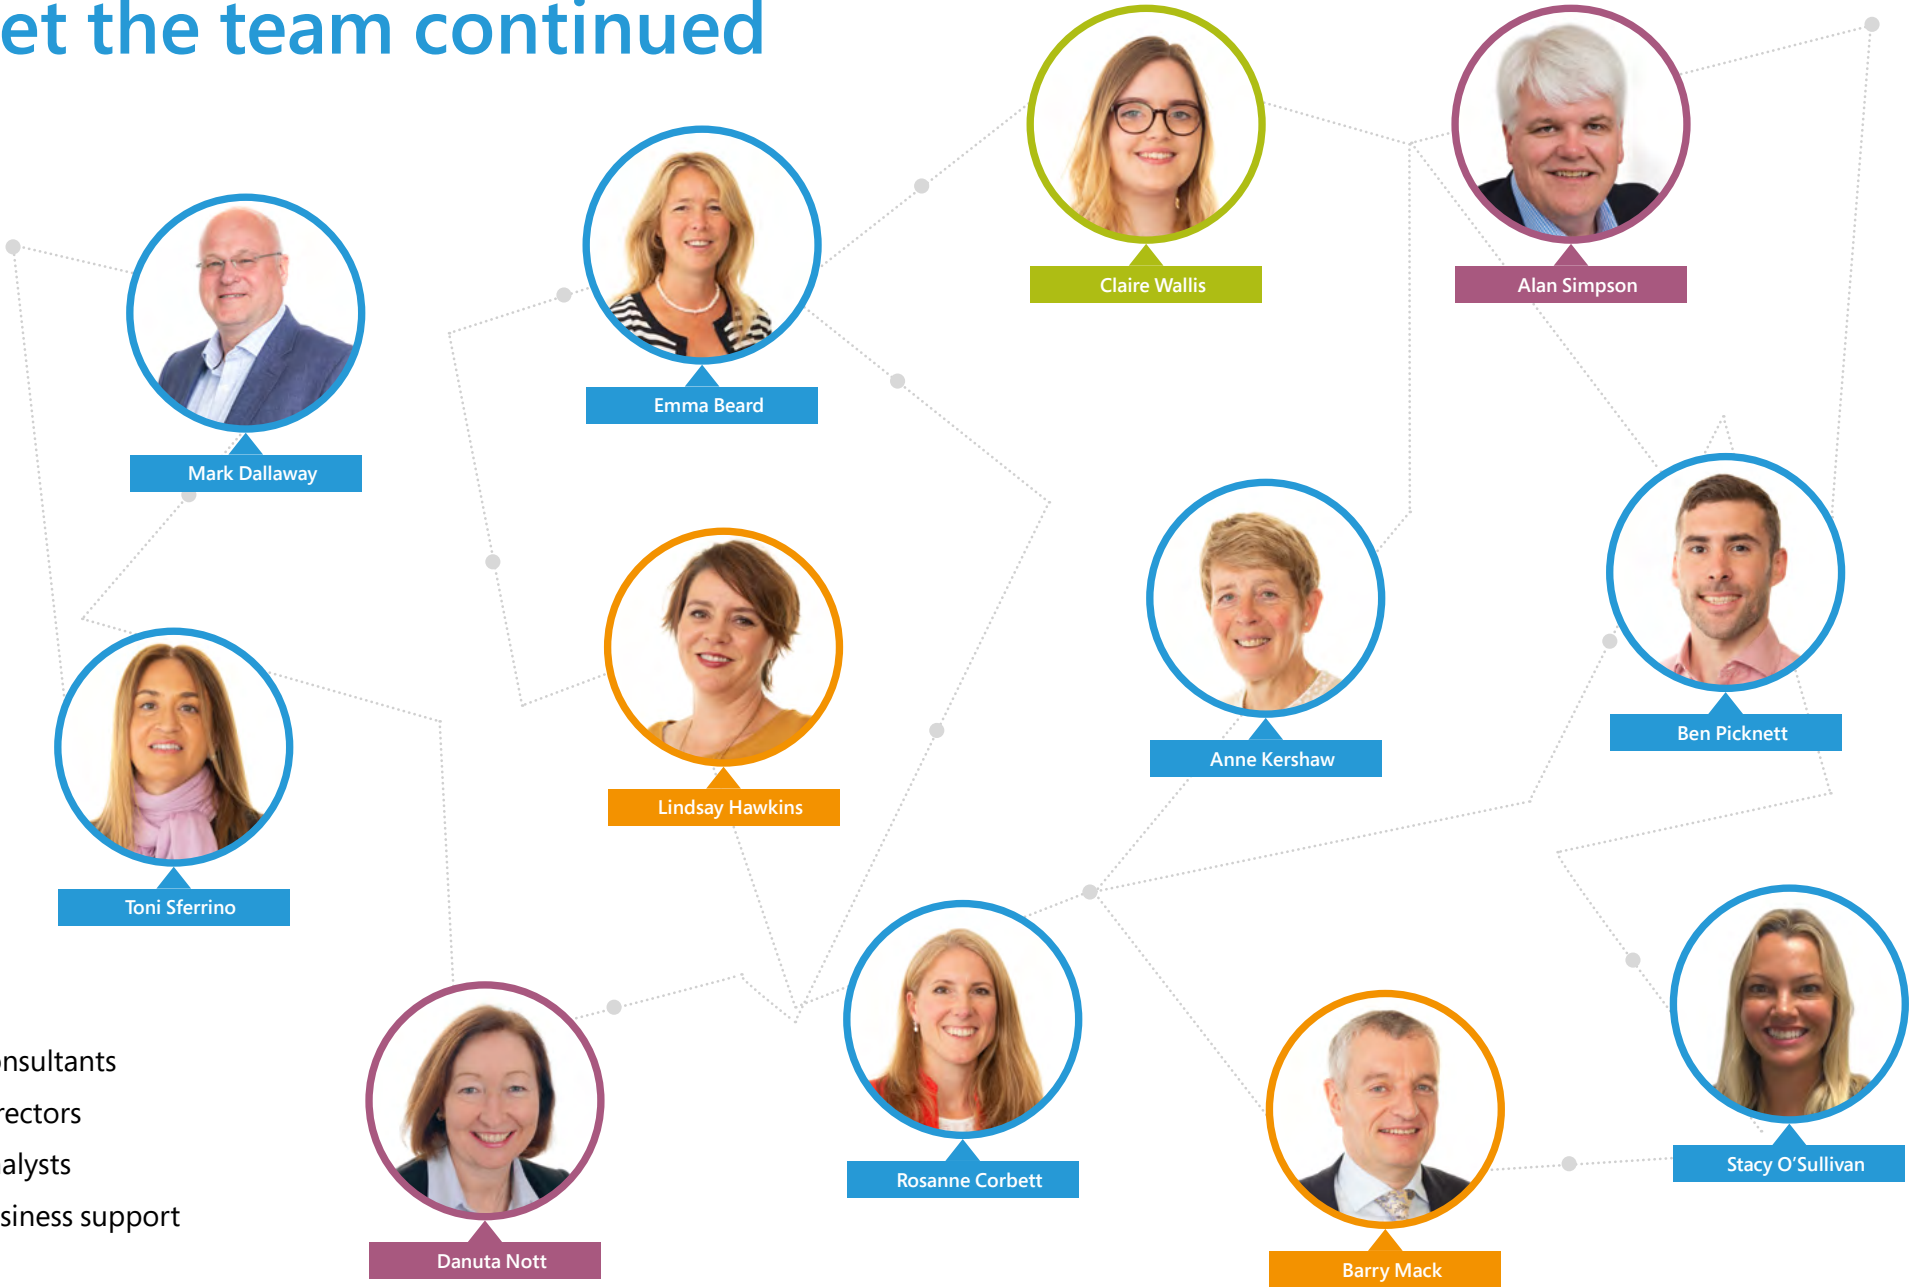 et the team continued
Claire Wallis
Alan Simpson
Emma Beard
Mark Dallaway
Ben Picknett
Anne Kershaw
Lindsay Hawkins
Toni Sferrino
onsultants
rectors
alysts
siness support
Stacy O'Sullivan
Rosanne Corbett
Danuta Nott
Barry Mack